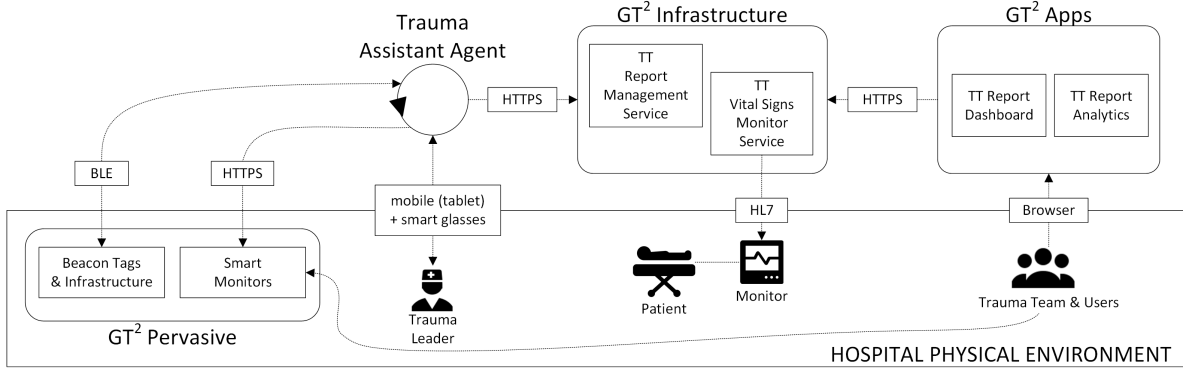 Trauma
Assistant Agent
GT² Infrastructure
GT² Apps
TT
Report
Management
Service
TT
Vital Signs
Monitor
Service
TT Report
Dashboard
TT Report
Analytics
HTTPS
HTTPS
BLE
HTTPS
mobile (tablet)
+ smart glasses
HL7
Browser
Beacon Tags
& Infrastructure
Smart
Monitors
GT² Pervasive
Trauma
Leader
Patient
Monitor
Trauma Team & Users
HOSPITAL PHYSICAL ENVIRONMENT